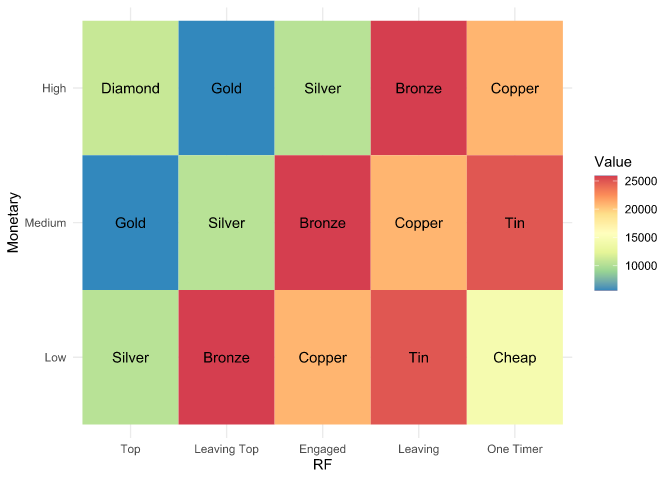 High
Diamond Gold Silver Bronze Copper
Medium
Gold Silver Bronze Copper Tin
Low
Silver Bronze Copper Tin Cheap
Monetary
Top Leaving Top Engaged Leaving One Timer
RF
Value
25000
20000
15000
10000